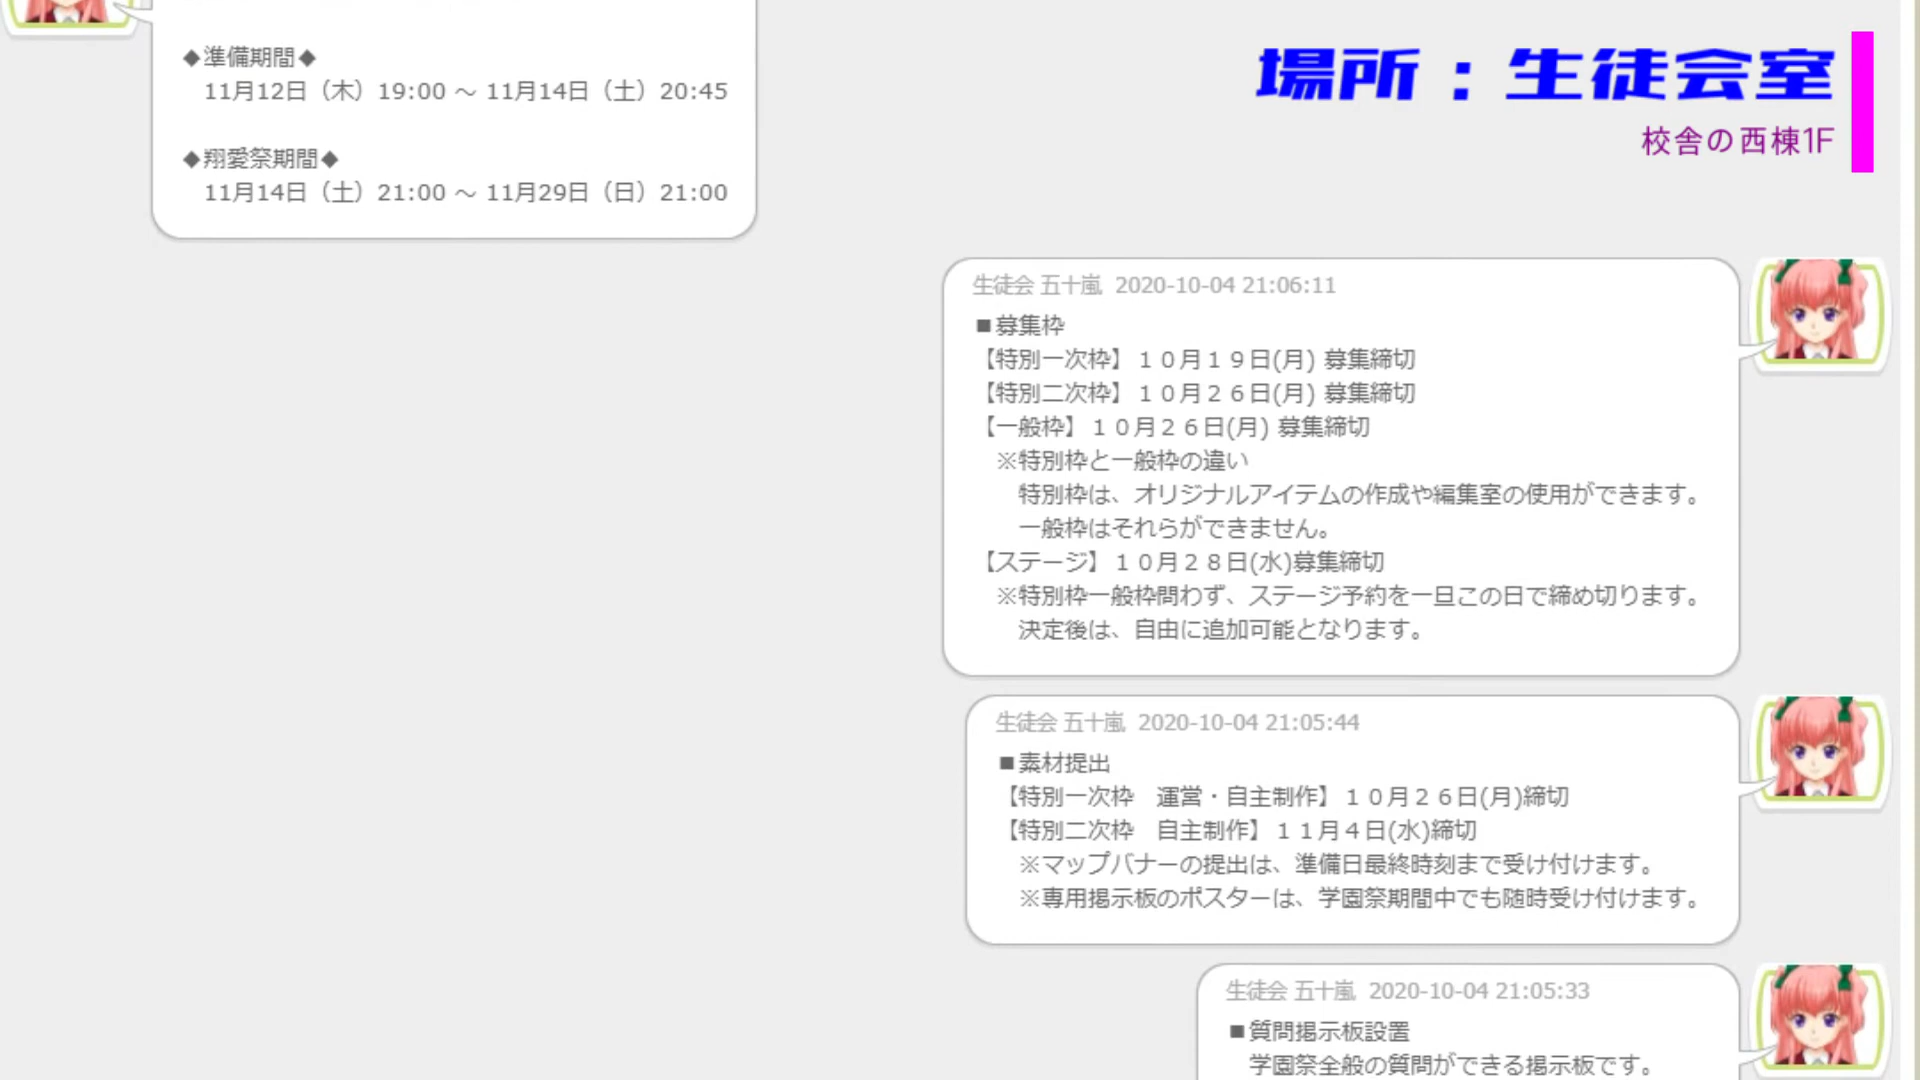 ◆準備期間◆
11月12日（木）19:00 ～ 11月14日（土）20:45
◆翔愛祭期間◆
11月14日（土）21:00 ～ 11月29日（日）21:00
場所：生徒会室
校舎の西棟1F
生徒会 五十嵐 2020-10-04 21:06:11
■募集枠
【特別一次枠】１０月１９日(月) 募集締切
【特別二次枠】１０月２６日(月) 募集締切
【一般枠】１０月２６日(月) 募集締切
※特別枠と一般枠の違い
特別枠は、オリジナルアイテムの作成や編集室の使用ができます。
一般枠はそれらができません。
【ステージ】１０月２８日(水)募集締切
※特別枠一般枠問わず、ステージ予約を一旦この日で締め切ります。
決定後は、自由に追加可能となります。
生徒会 五十嵐 2020-10-04 21:05:44
■素材提出
【特別一次枠　運営・自主制作】１０月２６日(月)締切
【特別二次枠　自主制作】１１月４日(水)締切
※マップバナーの提出は、準備日最終時刻まで受け付けます。
※専用掲示板のポスターは、学園祭期間中でも随時受け付けます。
生徒会 五十嵐 2020-10-04 21:05:33
■質問掲示板設置
学園祭全般の質問ができる掲示板です。